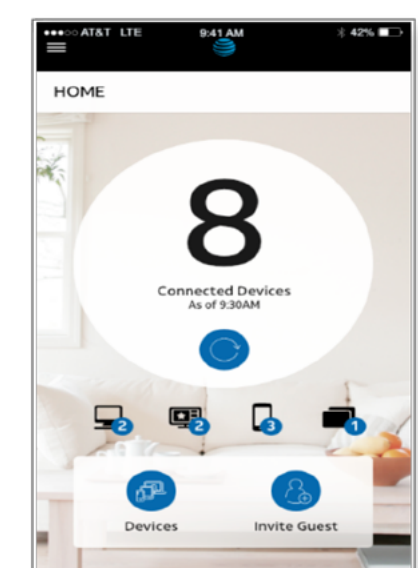 AT&T LTE 9:41 AM 42%
HOME
8
Connected Devices
As of 9:30AM
2 2 3 1
Devices Invite Guest